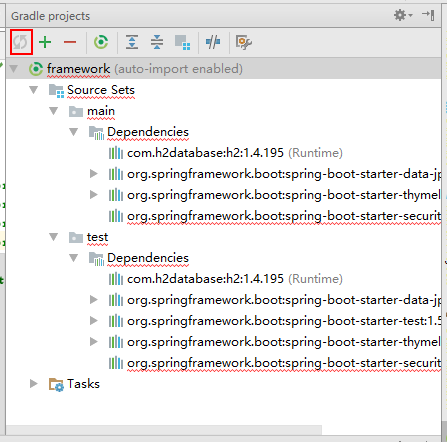 Gradle projects
framework (auto-import enabled)
Source Sets
main
Dependencies
com.h2database:h2:1.4.195 (Runtime)
org.springframework.boot:spring-boot-starter-data-jp
org.springframework.boot:spring-boot-starter-thymel
org.springframework.boot:spring-boot-starter-securit
test
Dependencies
com.h2database:h2:1.4.195 (Runtime)
org.springframework.boot:spring-boot-starter-data-jp
org.springframework.boot:spring-boot-starter-test:1.5
org.springframework.boot:spring-boot-starter-thymel
org.springframework.boot:spring-boot-starter-securit
Tasks